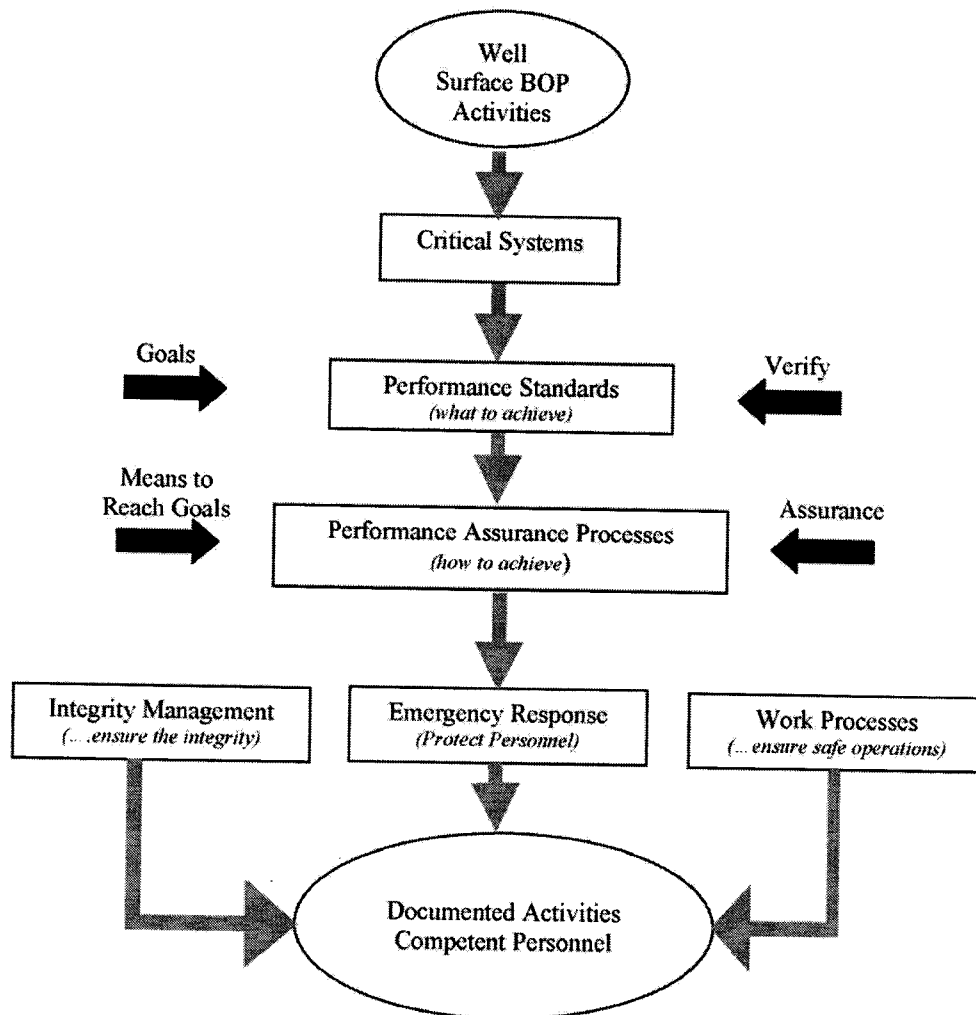 Well
Surface BOP
Activities
Critical Systems
Goals
Performance Standards
(what to achieve)
Verify
Means to
Reach Goals
Performance Assurance Processes
(how to achieve)
Assurance
Integrity Management
(....ensure the integrity)
Emergency Response
(Protect Personnel)
Work Processes
(... ensure safe operations)
Documented Activities
Competent Personnel